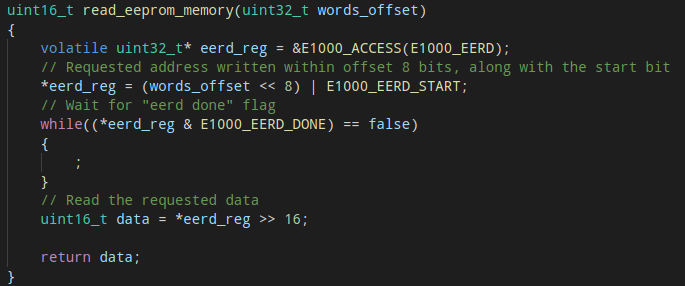 uint16_t read_eeprom_memory(uint32_t words_offset)
{
    volatile uint32_t* eerd_reg = &E1000_ACCESS(E1000_EERD);
    // Requested address written within offset 8 bits, along with the start bit
    *eerd_reg = (words_offset << 8) | E1000_EERD_START;
    // Wait for "eerd done" flag
    while((*eerd_reg & E1000_EERD_DONE) == false)
    {
        ;
    }
    // Read the requested data
    uint16_t data = *eerd_reg >> 16;

    return data;
}